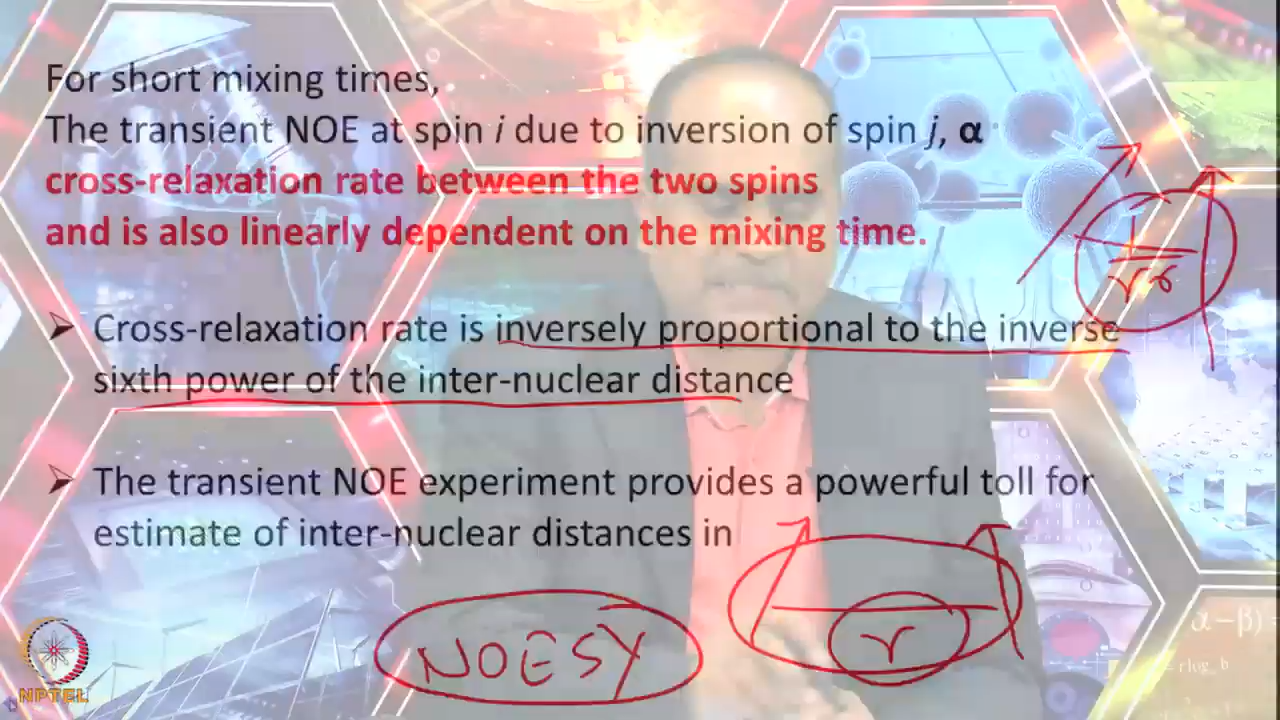 For short mixing times,
The transient NOE at spin i due to inversion of spin j, α
cross-relaxation rate between the two spins
and is also linearly dependent on the mixing time.
1
r6
➤ Cross-relaxation rate is inversely proportional to the inverse
sixth power of the inter-nuclear distance
➤ The transient NOE experiment provides a powerful toll for
estimate of inter-nuclear distances in
r
NOESY
α−β)
= rlog_b
NPTEL